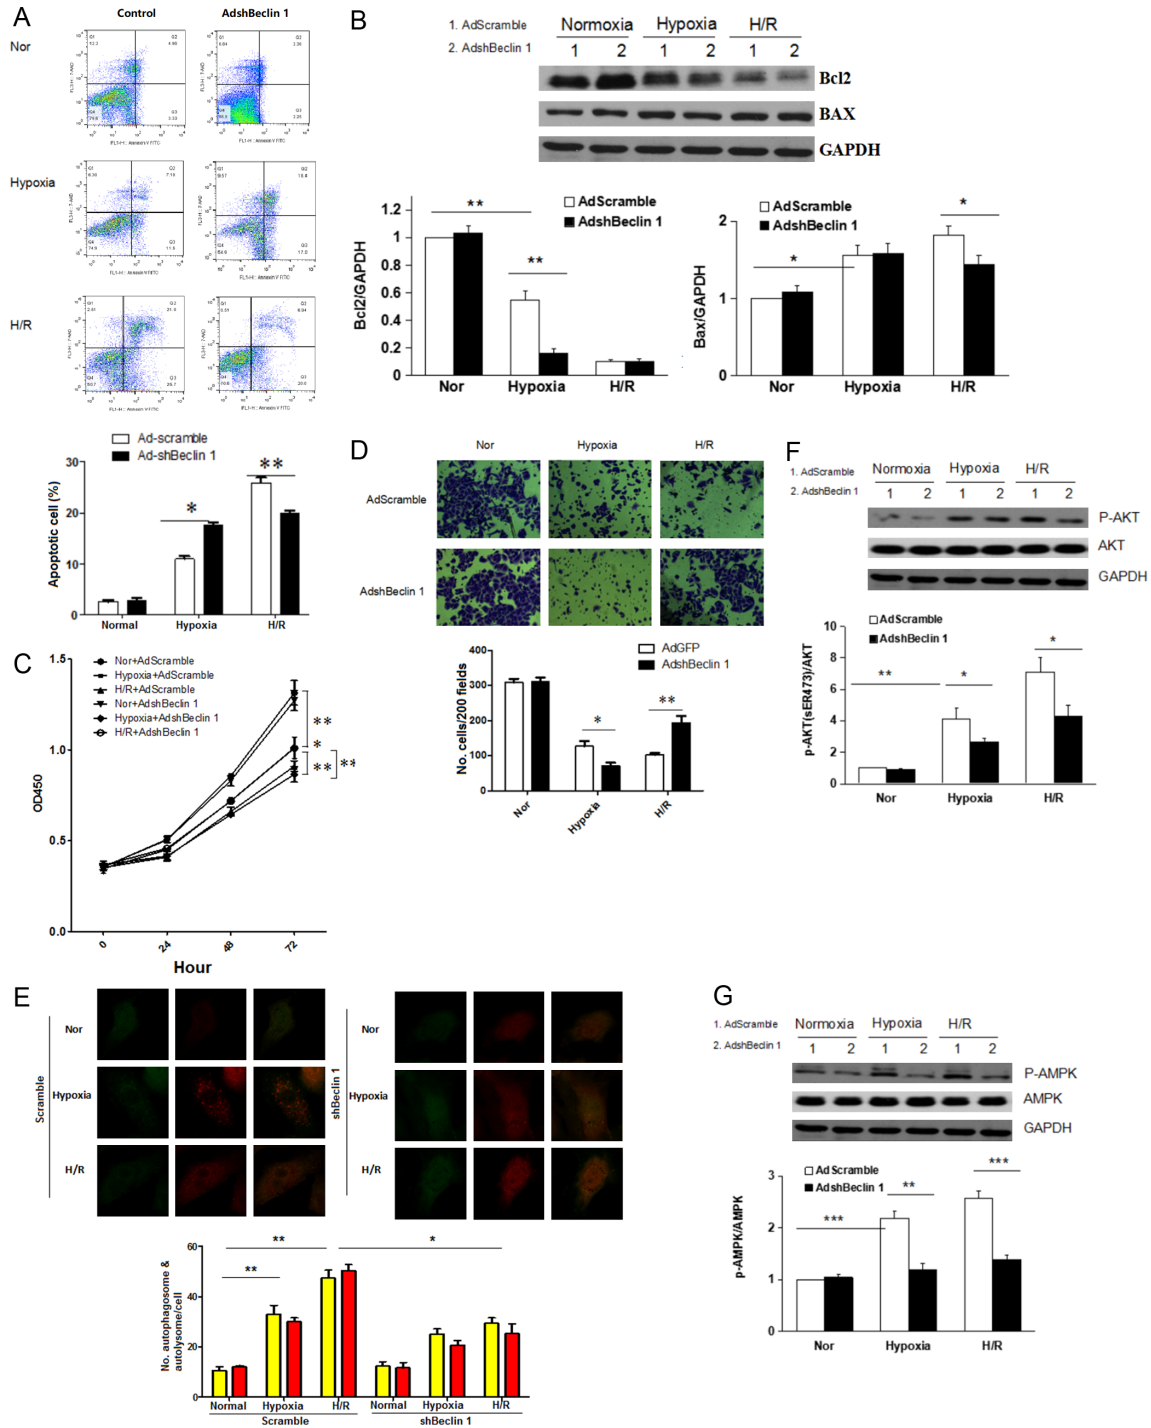 A
Control
AdshBeclin 1
Nor
Hypoxia
H/R
FL3-H :: 7-AAD
FL1-H :: Annexin V FITC
Ad-scramble
Ad-shBeclin 1
Apoptotic cell (%)
30
20
10
0
*
**
Normal
Hypoxia
H/R
B
1. AdScramble
2. AdshBeclin 1
Normoxia
Hypoxia
H/R
1 2 1 2 1 2
Bcl2
BAX
GAPDH
AdScramble
AdshBeclin 1
Bcl2/GAPDH
1.2
1
0.8
0.6
0.4
0.2
0
**
**
Nor
Hypoxia
H/R
AdScramble
AdshBeclin 1
Bax/GAPDH
2
1
0
*
*
Nor
Hypoxia
H/R
C
Nor+AdScramble
Hypoxia+AdScramble
H/R+AdScramble
Nor+AdshBeclin 1
Hypoxia+AdshBeclin 1
H/R+AdshBeclin 1
OD450
1.5
1.0
0.5
0.0
**
*
**
**
0
24
48
72
Hour
D
Nor
Hypoxia
H/R
AdScramble
AdshBeclin 1
AdGFP
AdshBeclin 1
No. cells/200 fields
400
300
200
100
0
*
**
Nor
Hypoxia
H/R
E
Scramble
Nor
Hypoxia
H/R
shBeclin 1
Nor
Hypoxia
H/R
No. autophagosome &
autolysome/cell
60
40
20
0
**
**
*
Normal
Hypoxia
H/R
Normal
Hypoxia
H/R
Scramble
shBeclin 1
F
1. AdScramble
2. AdshBeclin 1
Normoxia
Hypoxia
H/R
1 2 1 2 1 2
P-AKT
AKT
GAPDH
AdScramble
AdshBeclin 1
p-AKT(sER473)/AKT
10
8
6
4
2
0
**
*
*
Nor
Hypoxia
H/R
G
1. AdScramble
2. AdshBeclin 1
Normoxia
Hypoxia
H/R
1 2 1 2 1 2
P-AMPK
AMPK
GAPDH
AdScramble
AdshBeclin 1
p-AMPK/AMPK
3
2
1
0
***
**
***
Nor
Hypoxia
H/R